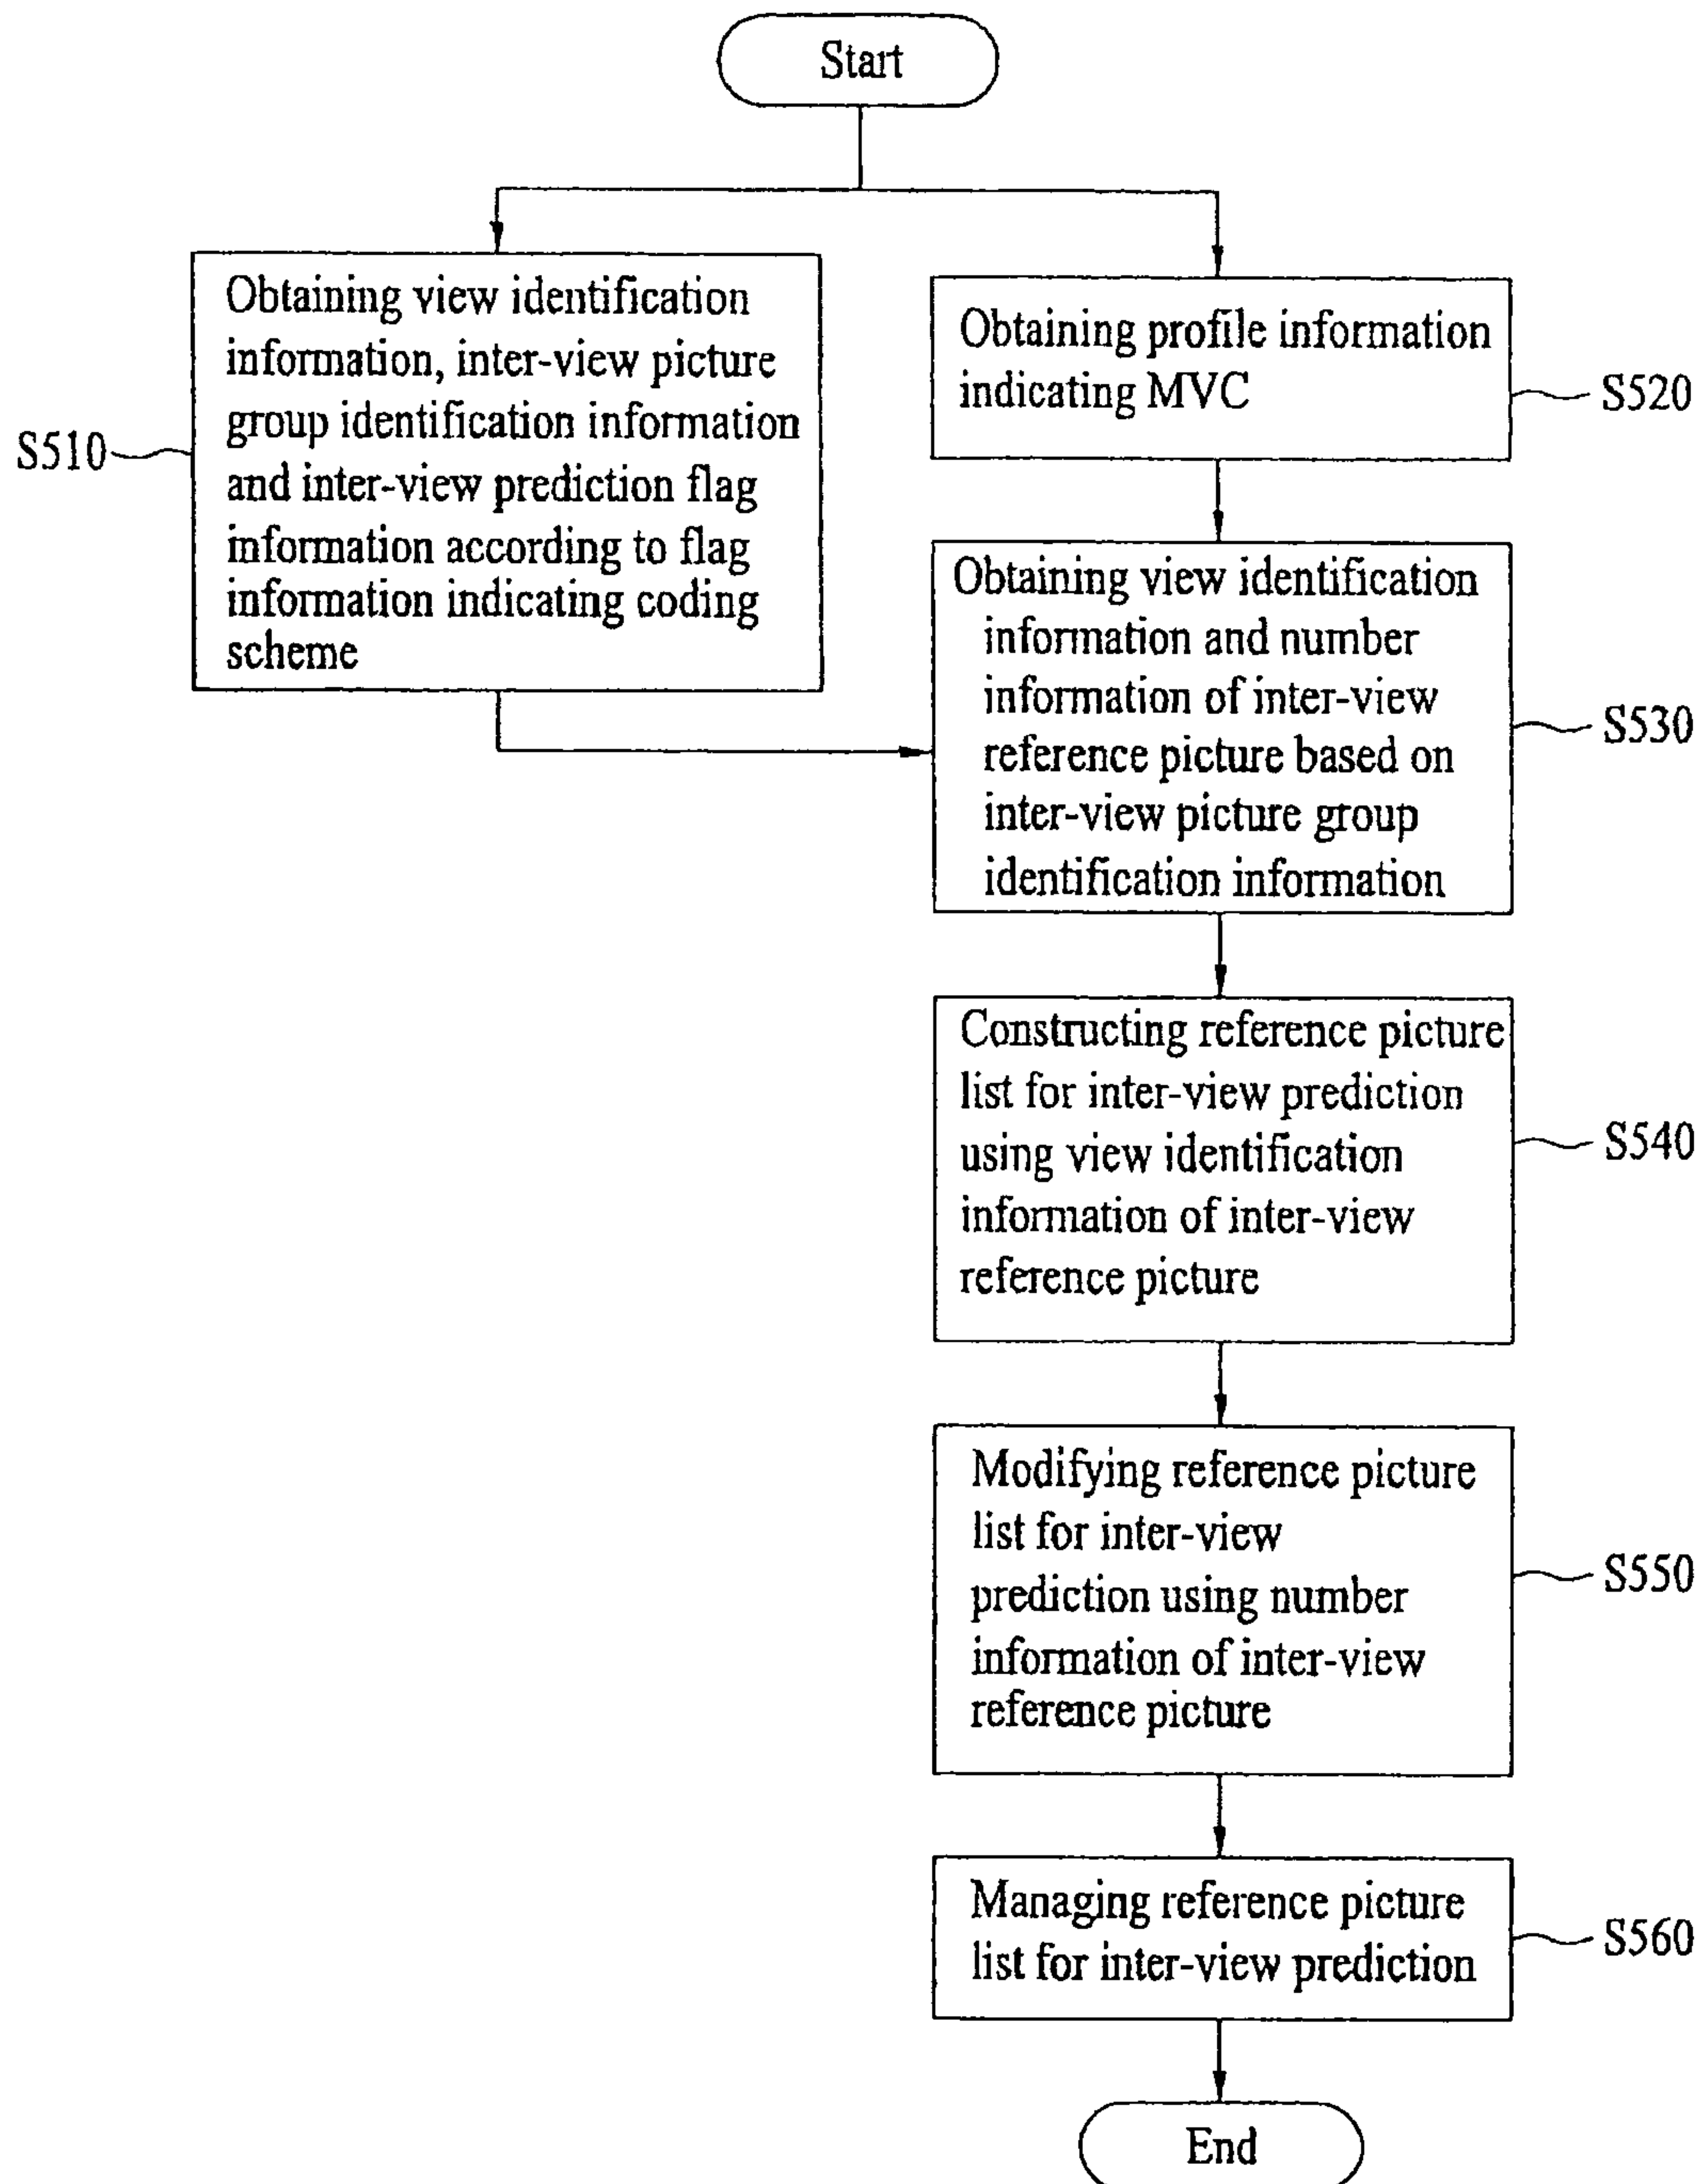 Start
Obtaining view identification
information, inter-view picture
group identification information
and inter-view prediction flag
information according to flag
information indicating coding
scheme
S510
Obtaining profile information
indicating MVC
S520
Obtaining view identification
information and number
information of inter-view
reference picture based on
inter-view picture group
identification information
S530
Constructing reference picture
list for inter-view prediction
using view identification
information of inter-view
reference picture
S540
Modifying reference picture
list for inter-view
prediction using number
information of inter-view
reference picture
S550
Managing reference picture
list for inter-view prediction
S560
End